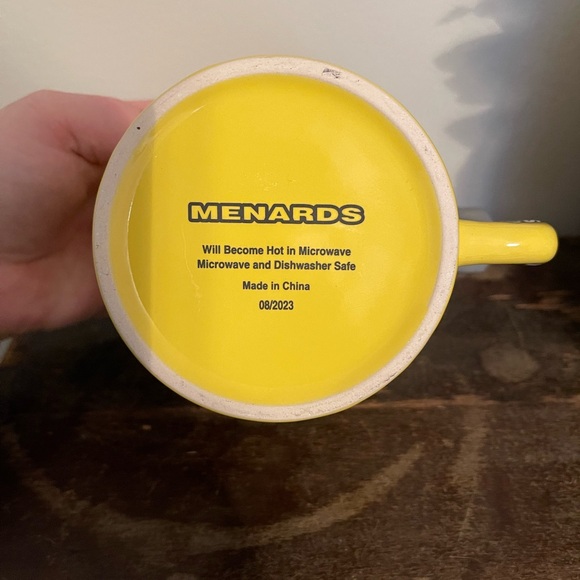 MENARDS
Will Become Hot in Microwave
Microwave and Dishwasher Safe
Made in China
08/2023